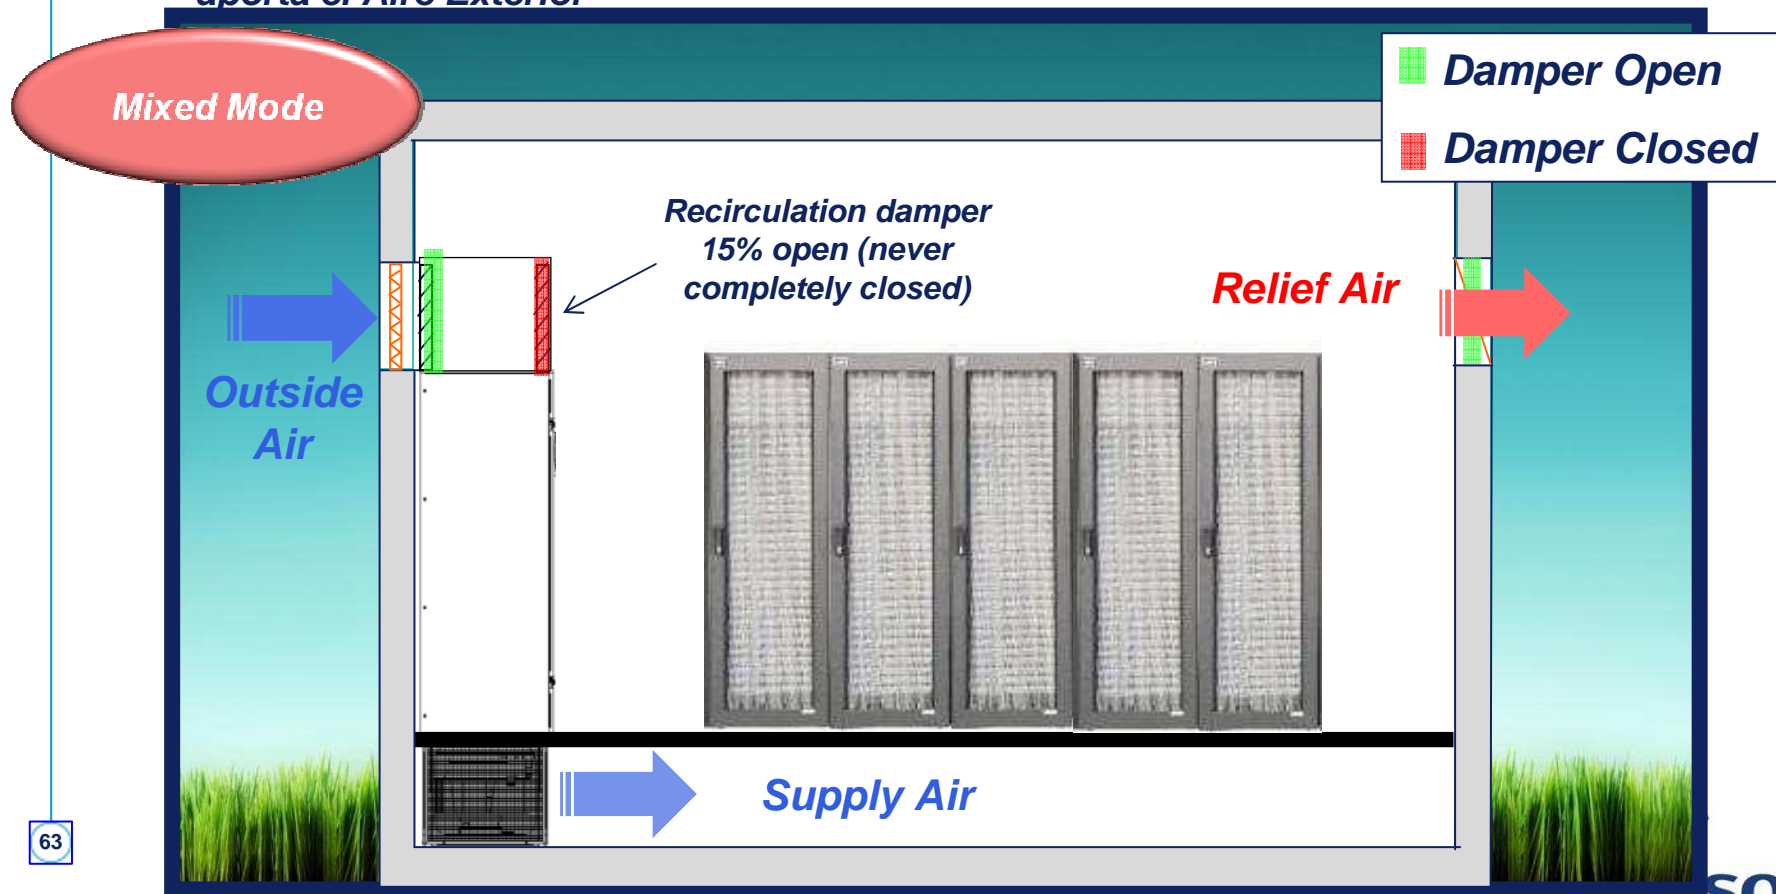 Mixed Mode
Damper Open
Damper Closed
Recirculation damper
15% open (never
completely closed)
Relief Air
Outside
Air
Supply Air
63